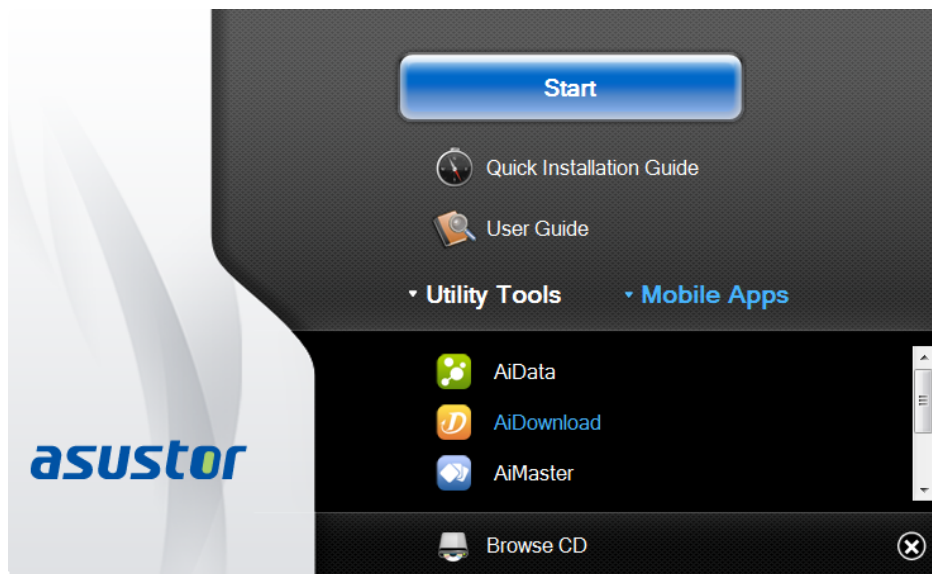 Start
Quick Installation Guide
User Guide
Utility Tools
Mobile Apps
AiData
AiDownload
AiMaster
asustor
Browse CD